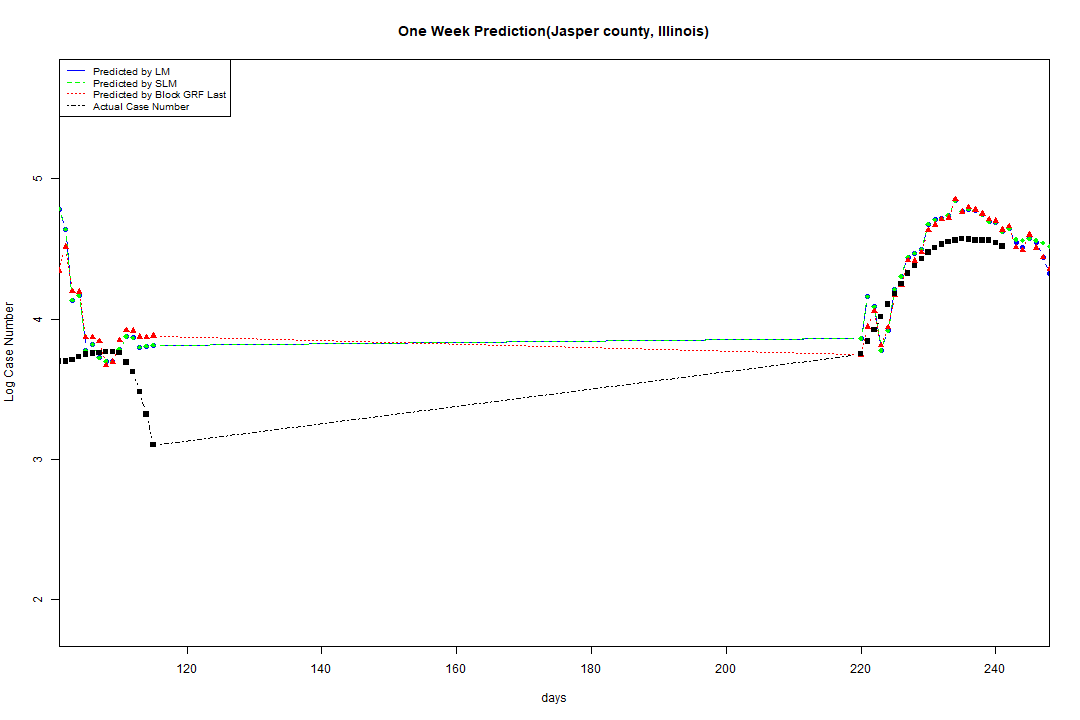 One Week Prediction(Jasper county, Illinois)
Predicted by LM
Predicted by SLM
Predicted by Block GRF Last
Actual Case Number
5
4
3
2
Log Case Number
120 140 160 180 200 220 240
days